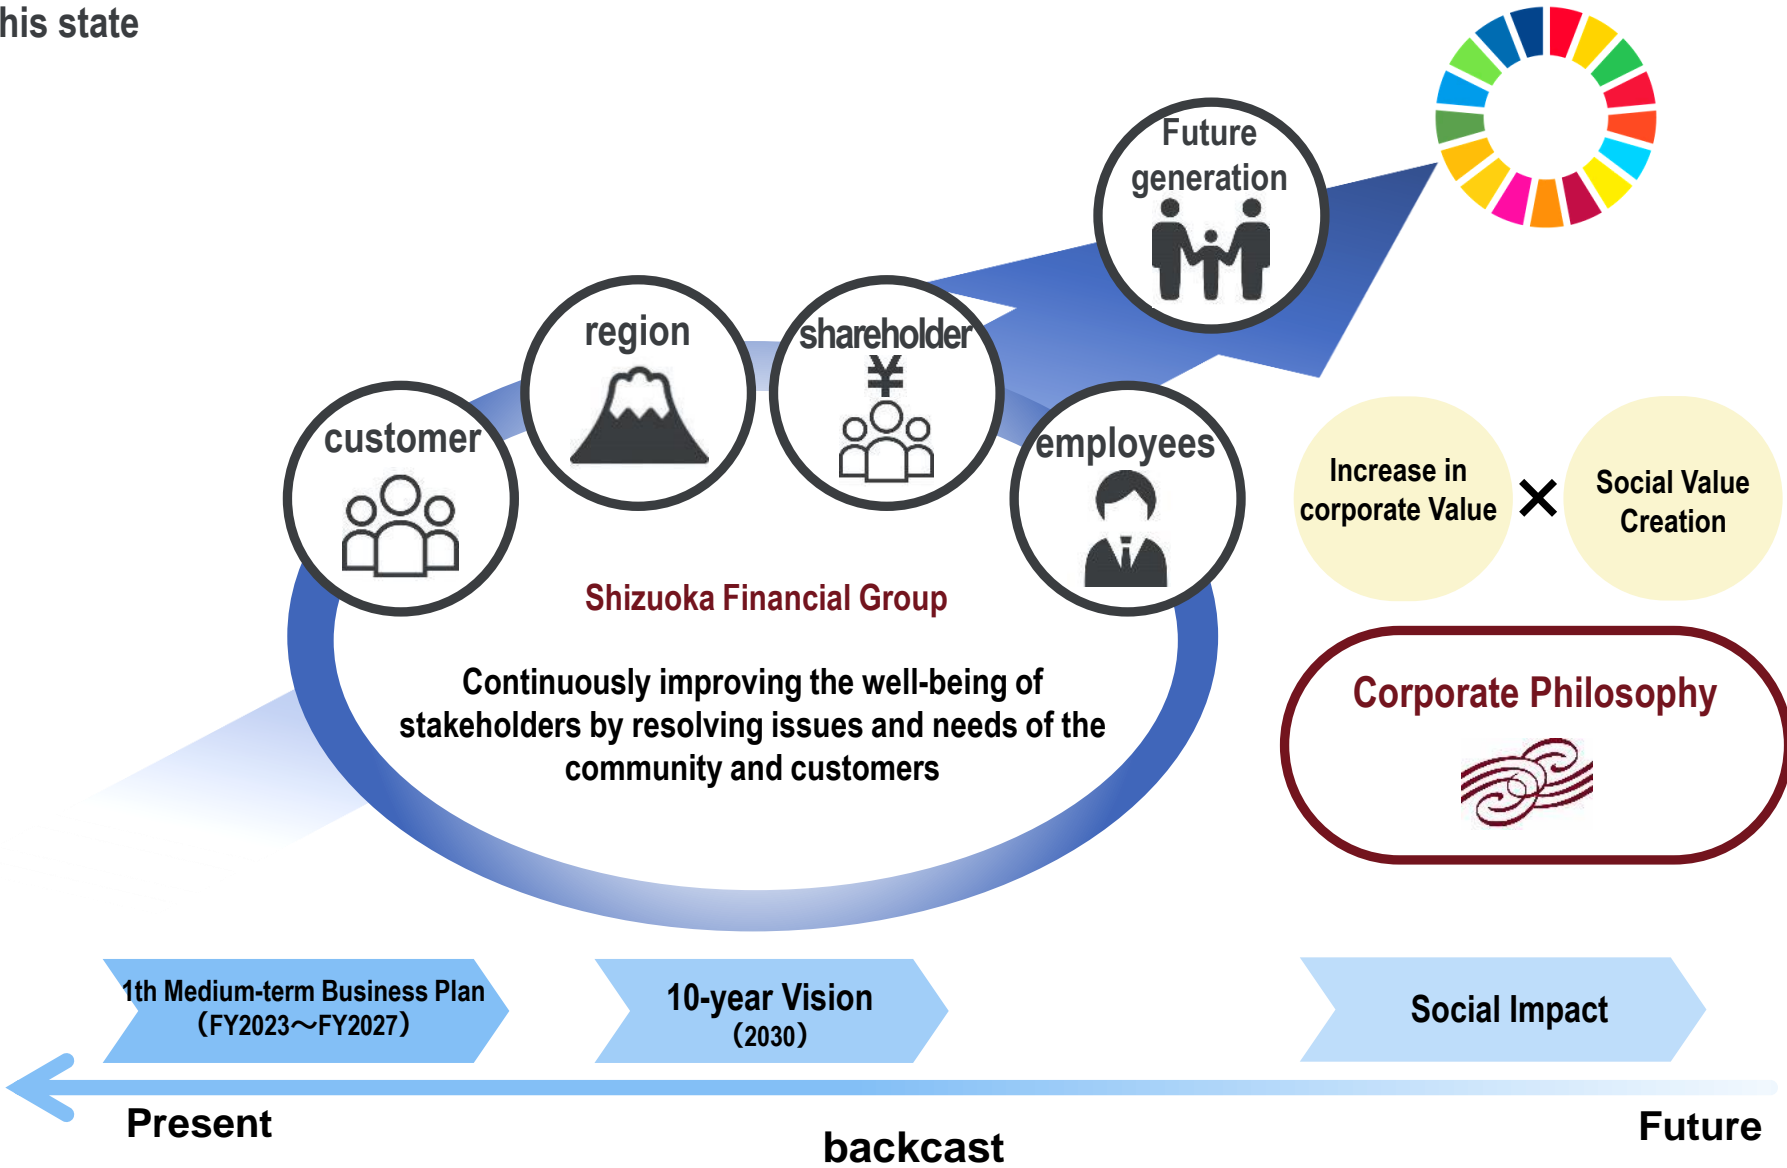 his state
Future
generation
region
shareholder
¥
customer
employees
Increase in
corporate Value
×
Social Value
Creation
Shizuoka Financial Group
Continuously improving the well-being of
stakeholders by resolving issues and needs of the
community and customers
Corporate Philosophy
1th Medium-term Business Plan
（FY2023～FY2027）
10-year Vision
（2030）
Social Impact
Present
backcast
Future